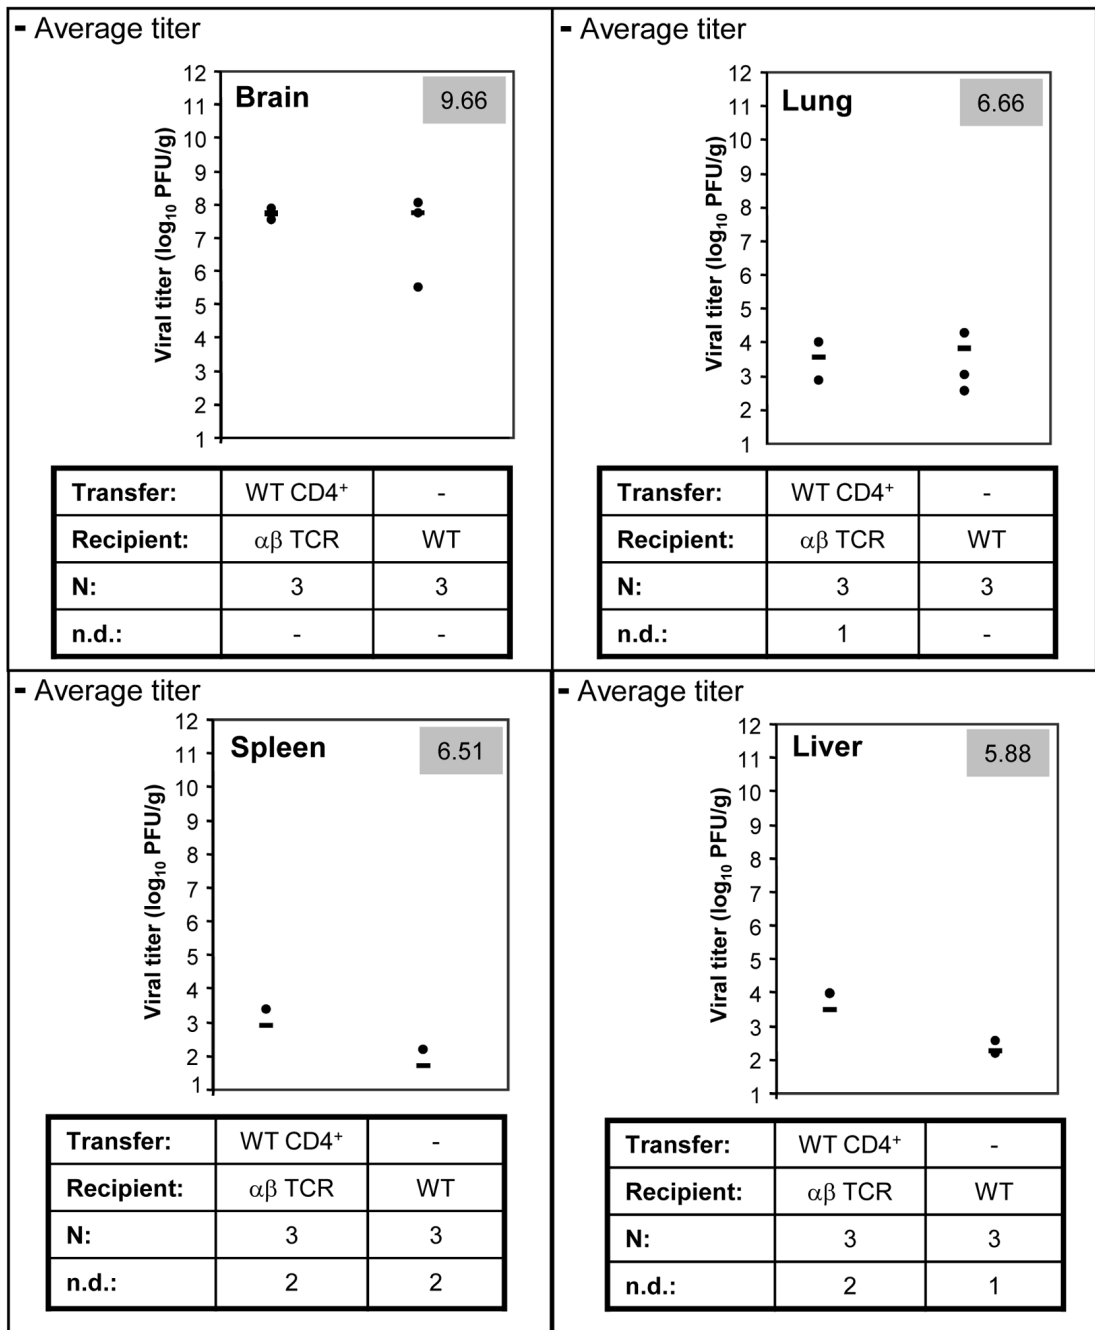 - Average titer
Brain
9.66
Viral titer (log10 PFU/g)
12
11
10
9
8
7
6
5
4
3
2
1
Transfer: WT CD4+ -
Recipient: αβ TCR WT
N: 3 3
n.d.: - -
- Average titer
Lung
6.66
Viral titer (log10 PFU/g)
12
11
10
9
8
7
6
5
4
3
2
1
Transfer: WT CD4+ -
Recipient: αβ TCR WT
N: 3 3
n.d.: 1 -
- Average titer
Spleen
6.51
Viral titer (log10 PFU/g)
12
11
10
9
8
7
6
5
4
3
2
1
Transfer: WT CD4+ -
Recipient: αβ TCR WT
N: 3 3
n.d.: 2 2
- Average titer
Liver
5.88
Viral titer (log10 PFU/g)
12
11
10
9
8
7
6
5
4
3
2
1
Transfer: WT CD4+ -
Recipient: αβ TCR WT
N: 3 3
n.d.: 2 1